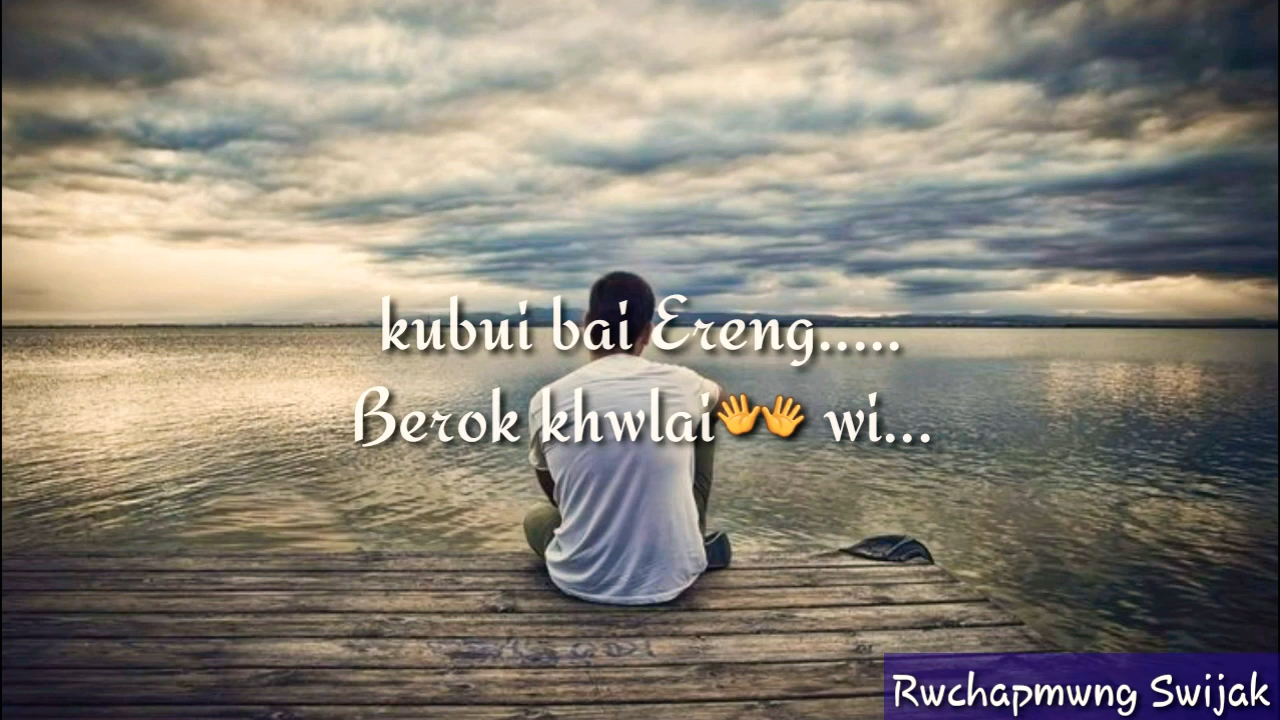 kubui bai Ereng.....
Berok khwlai👐👐 wi...
Rwchapmwng Swijak